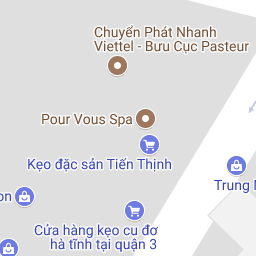 Chuyển Phát Nhanh
Viettel - Bưu Cục Pasteur
Pour Vous Spa
Kẹo đặc sản Tiến Thịnh
Trung
on
Cửa hàng kẹo cu đơ
hà tĩnh tại quận 3